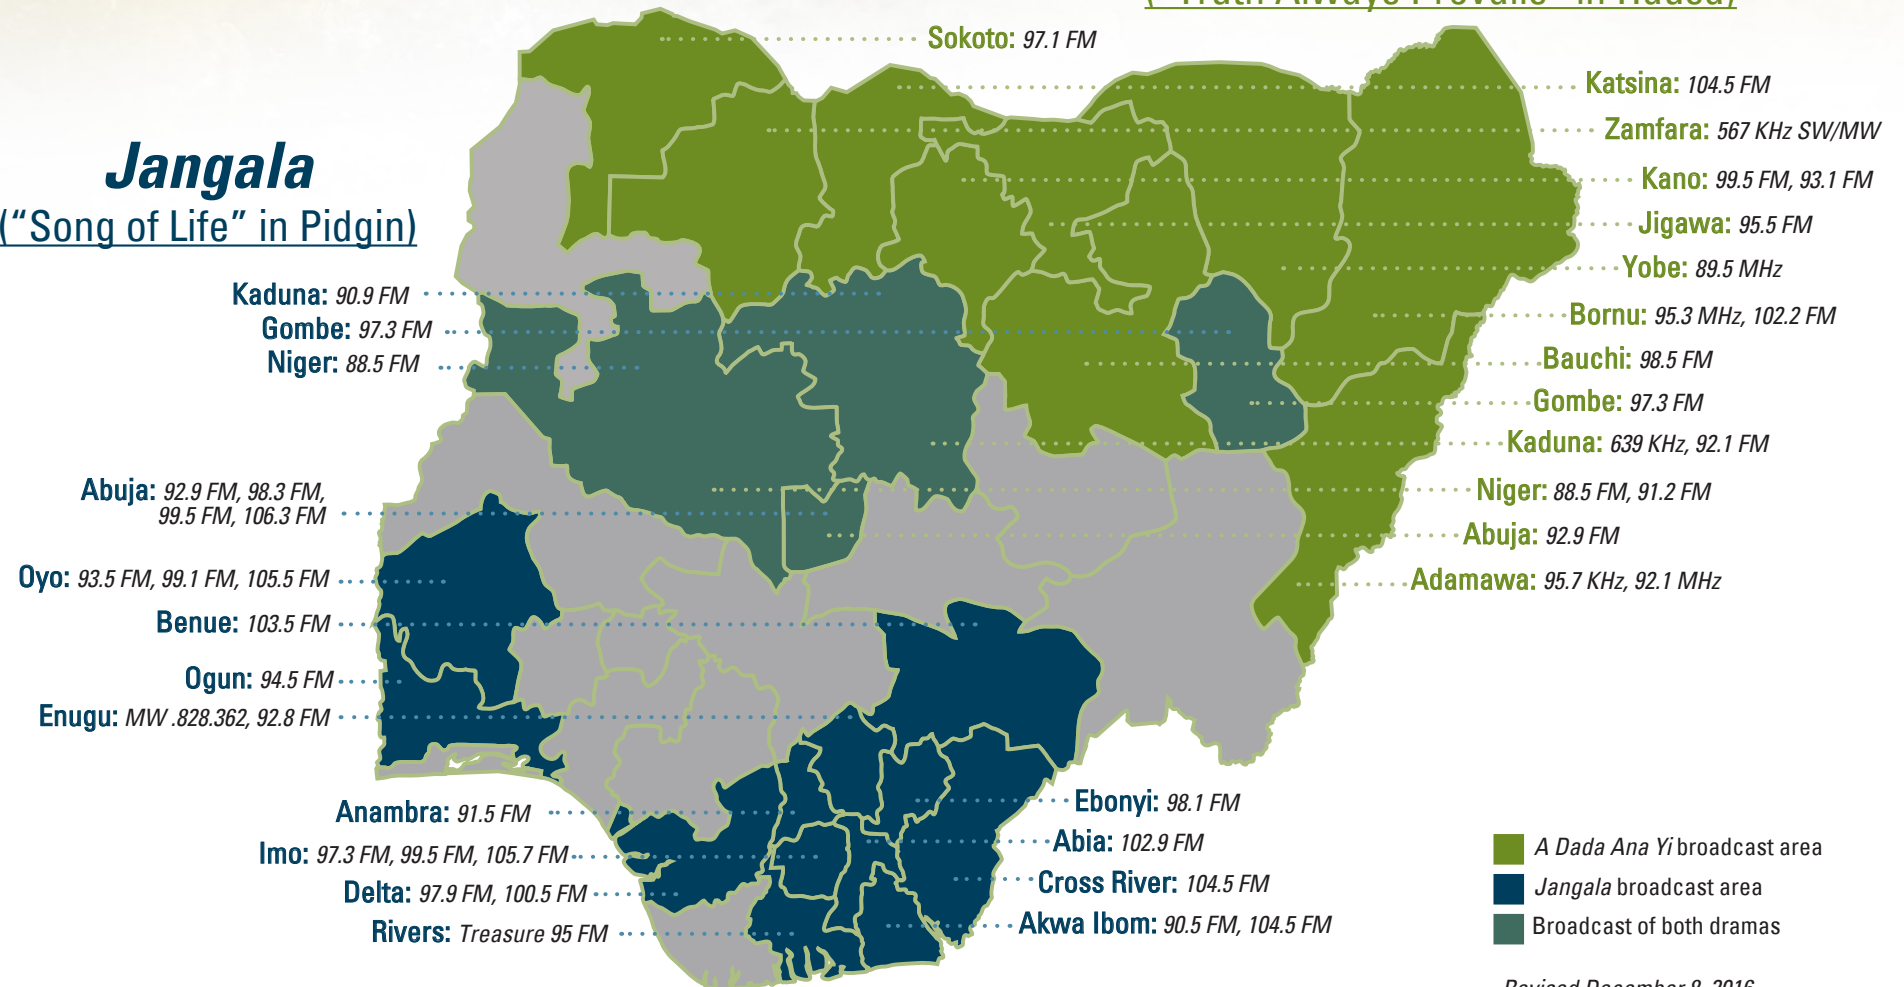 ("Truth Always Prevails" in Hausa)
Sokoto: 97.1 FM
Katsina: 104.5 FM
Zamfara: 567 KHz SW/MW
Kano: 99.5 FM, 93.1 FM
Jigawa: 95.5 FM
Yobe: 89.5 MHz
Bornu: 95.3 MHz, 102.2 FM
Bauchi: 98.5 FM
Gombe: 97.3 FM
Kaduna: 639 KHz, 92.1 FM
Niger: 88.5 FM, 91.2 FM
Abuja: 92.9 FM
Adamawa: 95.7 KHz, 92.1 MHz
Jangala
("Song of Life" in Pidgin)
Kaduna: 90.9 FM
Gombe: 97.3 FM
Niger: 88.5 FM
Abuja: 92.9 FM, 98.3 FM,
99.5 FM, 106.3 FM
Oyo: 93.5 FM, 99.1 FM, 105.5 FM
Benue: 103.5 FM
Ogun: 94.5 FM
Enugu: MW .828.362, 92.8 FM
Anambra: 91.5 FM
Imo: 97.3 FM, 99.5 FM, 105.7 FM
Delta: 97.9 FM, 100.5 FM
Rivers: Treasure 95 FM
Ebonyi: 98.1 FM
Abia: 102.9 FM
Cross River: 104.5 FM
Akwa Ibom: 90.5 FM, 104.5 FM
A Dada Ana Yi broadcast area
Jangala broadcast area
Broadcast of both dramas
Revised December 8, 2016